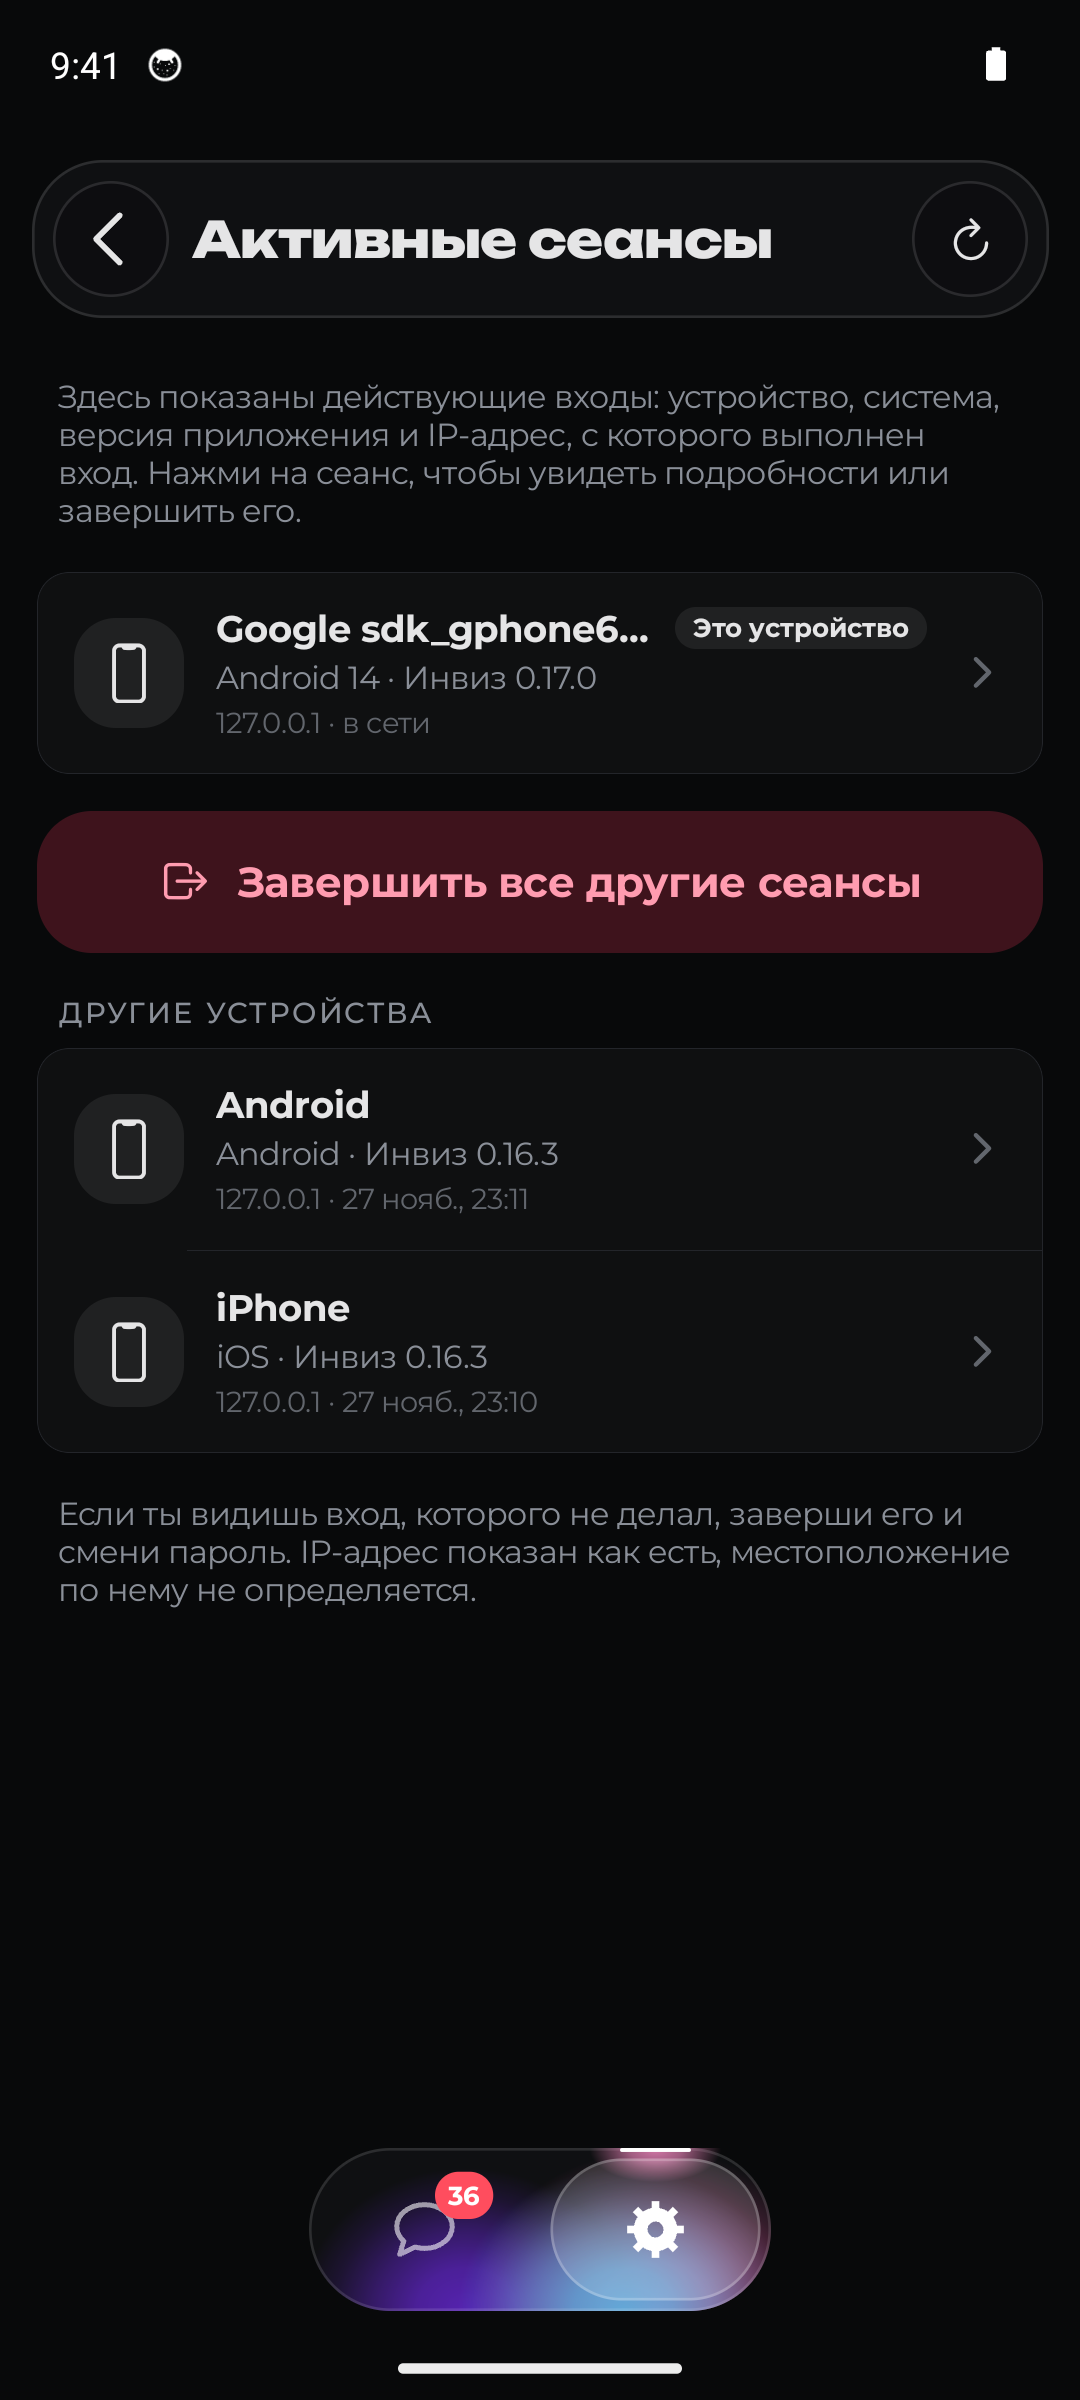 9:41
Активные сеансы
Здесь показаны действующие входы: устройство, система,
версия приложения и IP-адрес, с которого выполнен
вход. Нажми на сеанс, чтобы увидеть подробности или
завершить его.
Google sdk_gphone6... Это устройство
Android 14 · Инвиз 0.17.0
127.0.0.1 · в сети
Завершить все другие сеансы
ДРУГИЕ УСТРОЙСТВА
Android
Android · Инвиз 0.16.3
127.0.0.1 · 27 нояб., 23:11
iPhone
iOS · Инвиз 0.16.3
127.0.0.1 · 27 нояб., 23:10
Если ты видишь вход, которого не делал, заверши его и
смени пароль. IP-адрес показан как есть, местоположение
по нему не определяется.
36